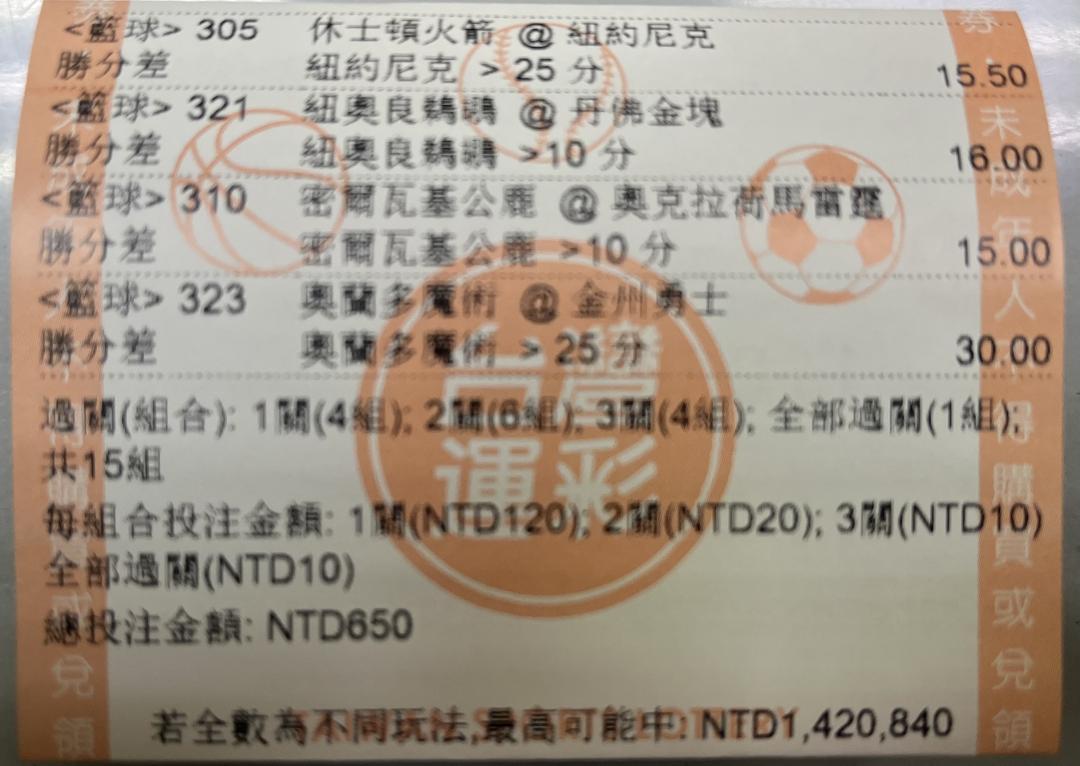 <籃球> 305 休士頓火箭 @ 紐約尼克
勝分差 紐約尼克 > 25 分 15.50
<籃球> 321 紐奧良鵜鶘 @ 丹佛金塊
勝分差 紐奧良鵜鶘 >10 分 16.00
<籃球> 310 密爾瓦基公鹿 @ 奧克拉荷馬雷霆
勝分差 密爾瓦基公鹿 >10 分 15.00
<籃球> 323 奧蘭多魔術 @ 金州勇士
勝分差 奧蘭多魔術 > 25 分 30.00
過關(組合): 1關(4組); 2關(6組); 3關(4組); 全部過關(1組);
共15組
每組合投注金額: 1關(NTD120); 2關(NTD20); 3關(NTD10)
全部過關(NTD10)
總投注金額: NTD650
若全數為不同玩法,最高可能中: NTD1,420,840
台灣
運彩
券．未成年人不得購買或兌領